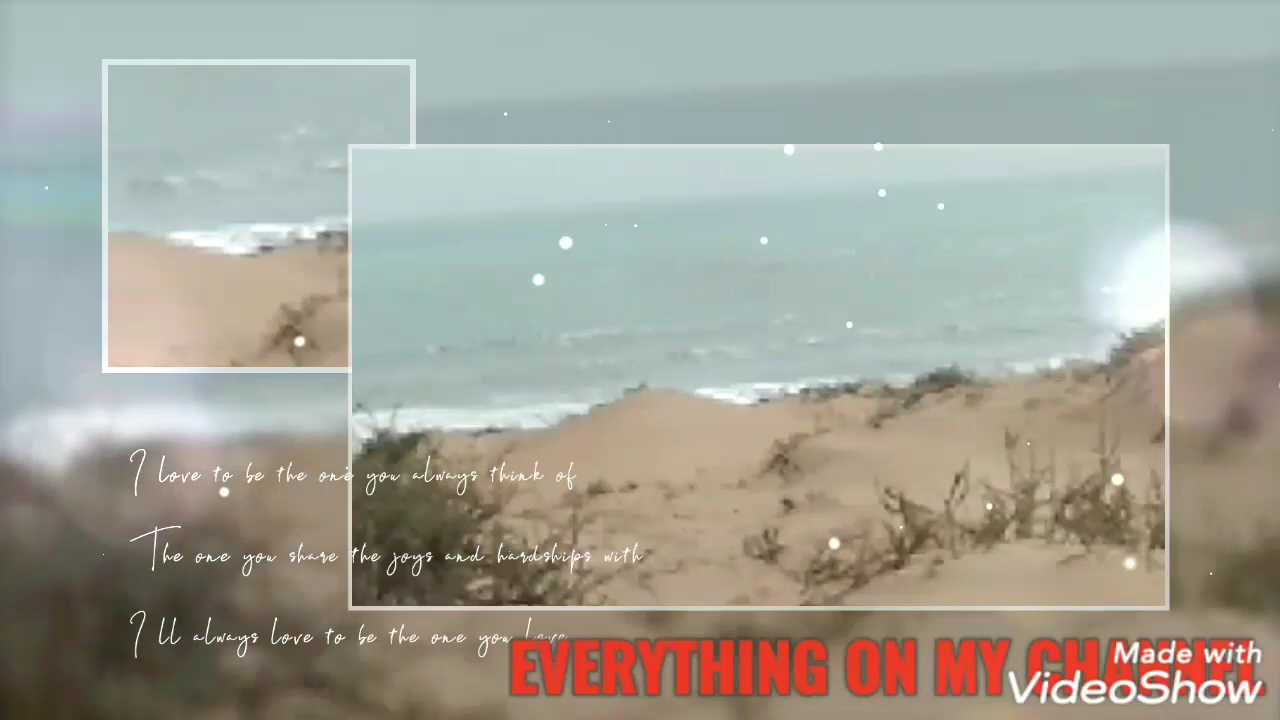 I love to be the one you always think of
The one you share the joys and hardships with
I'll always love to be the one you love
EVERYTHING ON MY CHANNEL
Made with
VideoShow